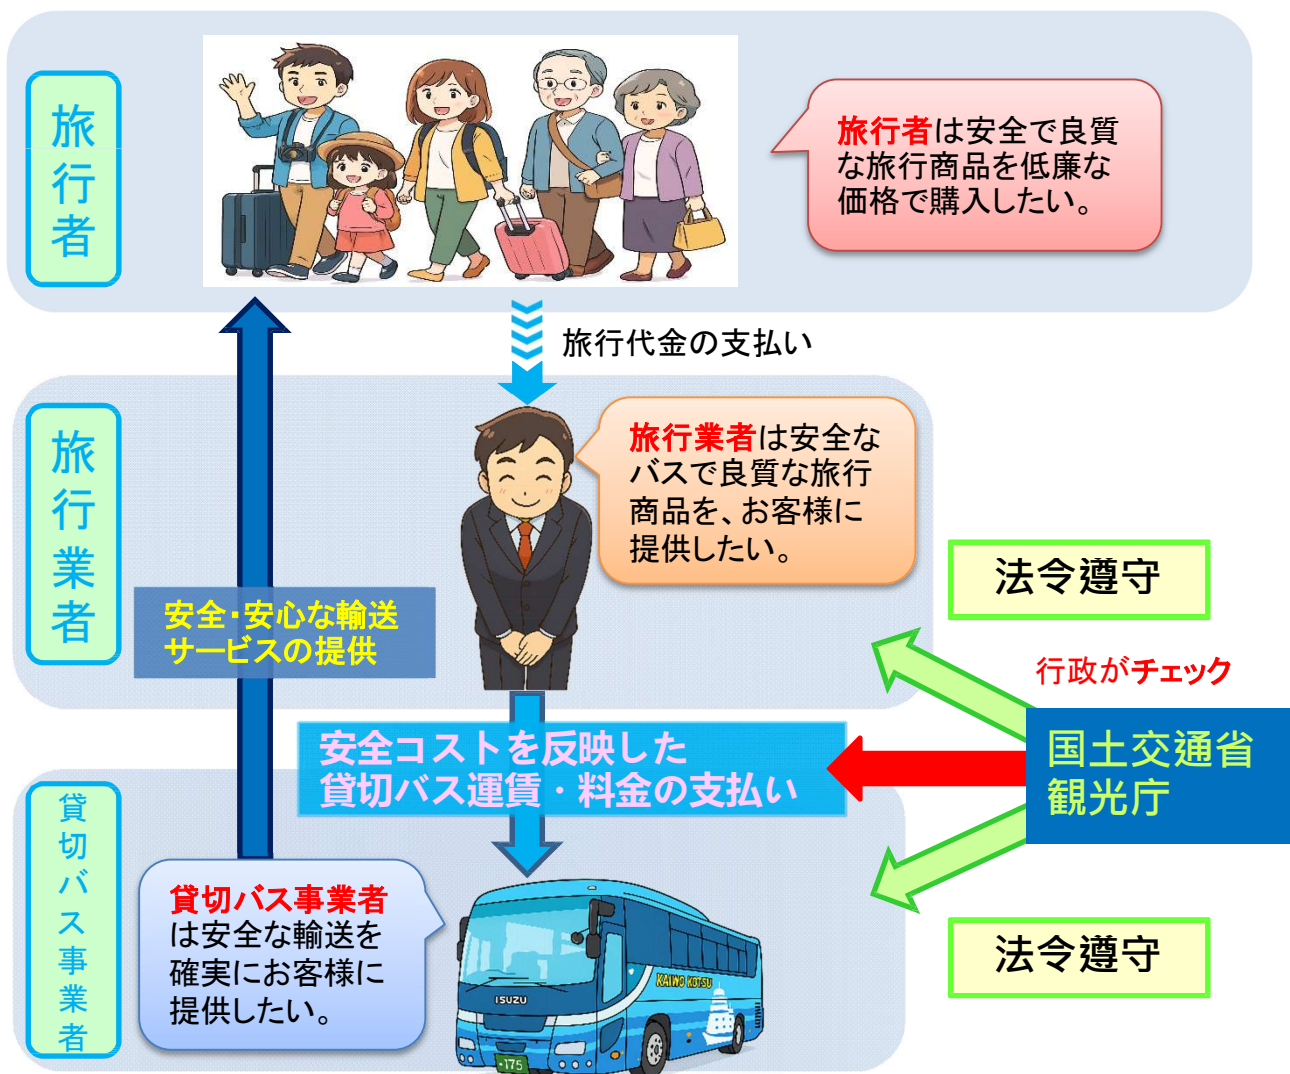 旅行者
旅行者は安全で良質
な旅行商品を低廉な
価格で購入したい。
旅行代金の支払い
旅行業者
旅行業者は安全な
バスで良質な旅行
商品を、お客様に
提供したい。
法令遵守
安全・安心な輸送
サービスの提供
行政がチェック
国土交通省
観光庁
安全コストを反映した
貸切バス運賃・料金の支払い
貸切バス事業者
貸切バス事業者
は安全な輸送を
確実にお客様に
提供したい。
法令遵守
KAIWO KOTSU
ISUZU
・175